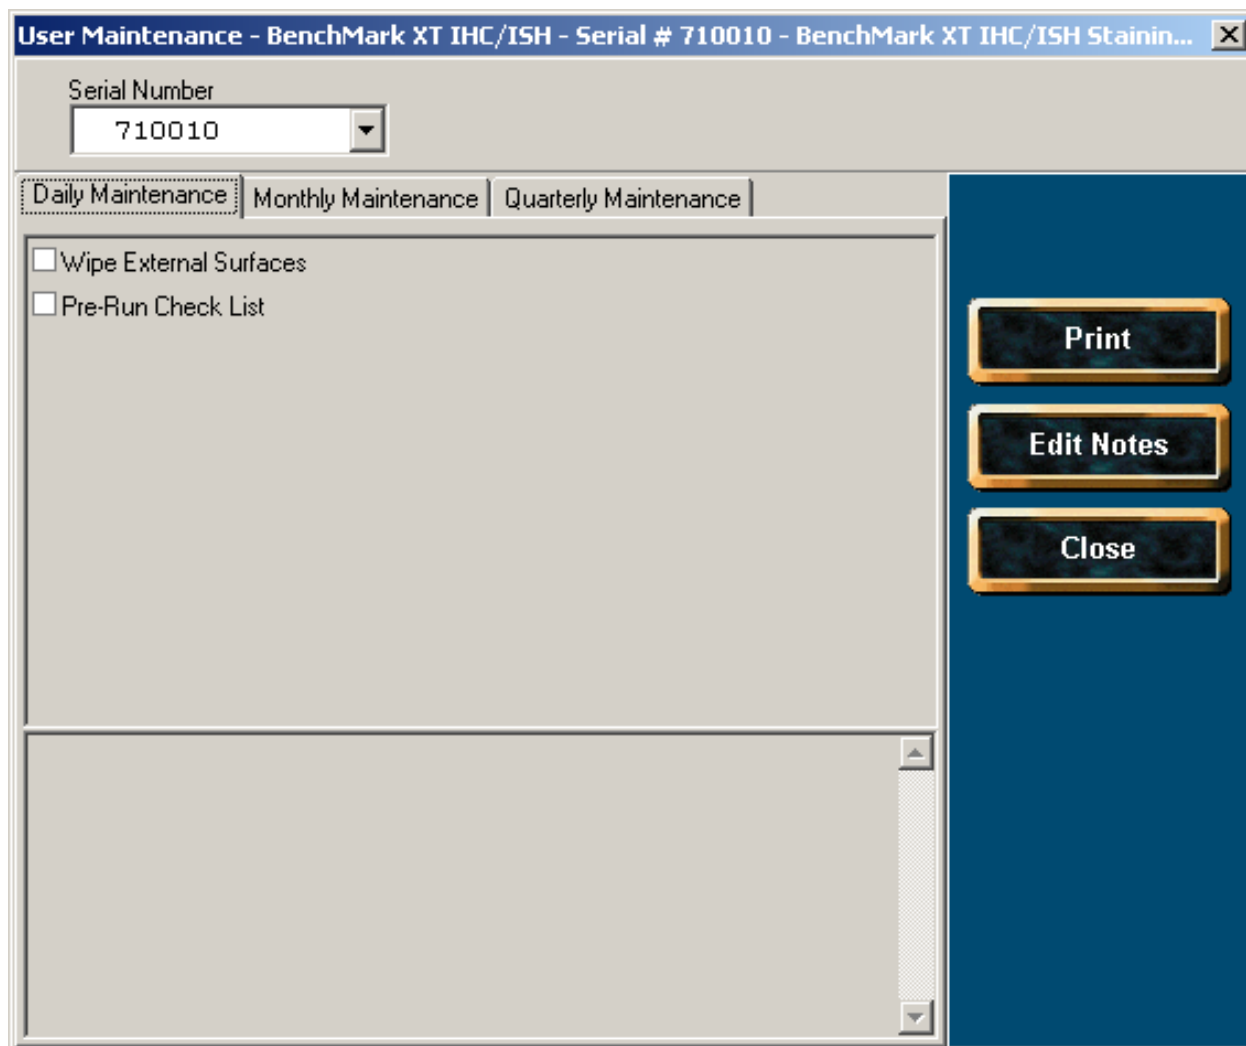 User Maintenance - BenchMark XT IHC/ISH - Serial # 710010 - BenchMark XT IHC/ISH Stainin...
Serial Number
710010
Daily Maintenance Monthly Maintenance Quarterly Maintenance
Wipe External Surfaces
Pre-Run Check List
Print
Edit Notes
Close